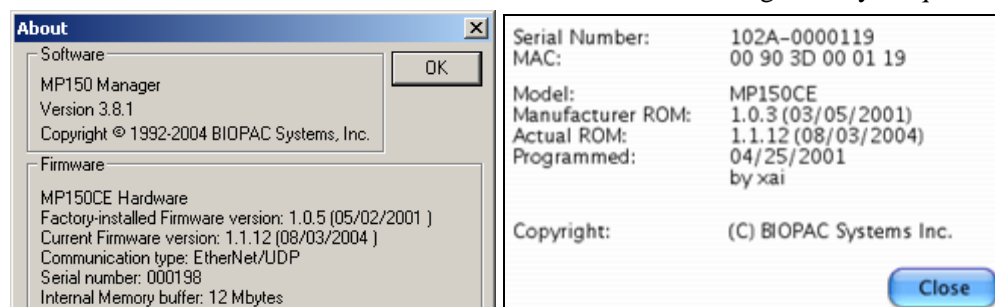 About
Software
OK
MP150 Manager
Version 3.8.1
Copyright © 1992-2004 BIOPAC Systems, Inc.
Firmware
MP150CE Hardware
Factory-installed Firmware version: 1.0.5 (05/02/2001 )
Current Firmware version: 1.1.12 (08/03/2004 )
Communication type: EtherNet/UDP
Serial number: 000198
Internal Memory buffer: 12 Mbytes
Serial Number: 102A-0000119
MAC: 00 90 3D 00 01 19
Model: MP150CE
Manufacturer ROM: 1.0.3 (03/05/2001)
Actual ROM: 1.1.12 (08/03/2004)
Programmed: 04/25/2001
by xai
Copyright: (C) BIOPAC Systems Inc.
Close